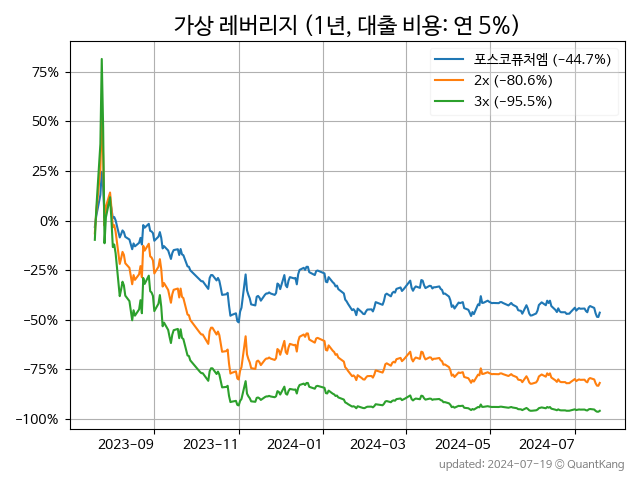 가상 레버리지 (1년, 대출 비용: 연 5%)
포스코퓨처엠 (−44.7%)
2x (−80.6%)
3x (−95.5%)
75%
50%
25%
0%
−25%
−50%
−75%
−100%
2023-09 2023-11 2024-01 2024-03 2024-05 2024-07
updated: 2024-07-19 © QuantKang